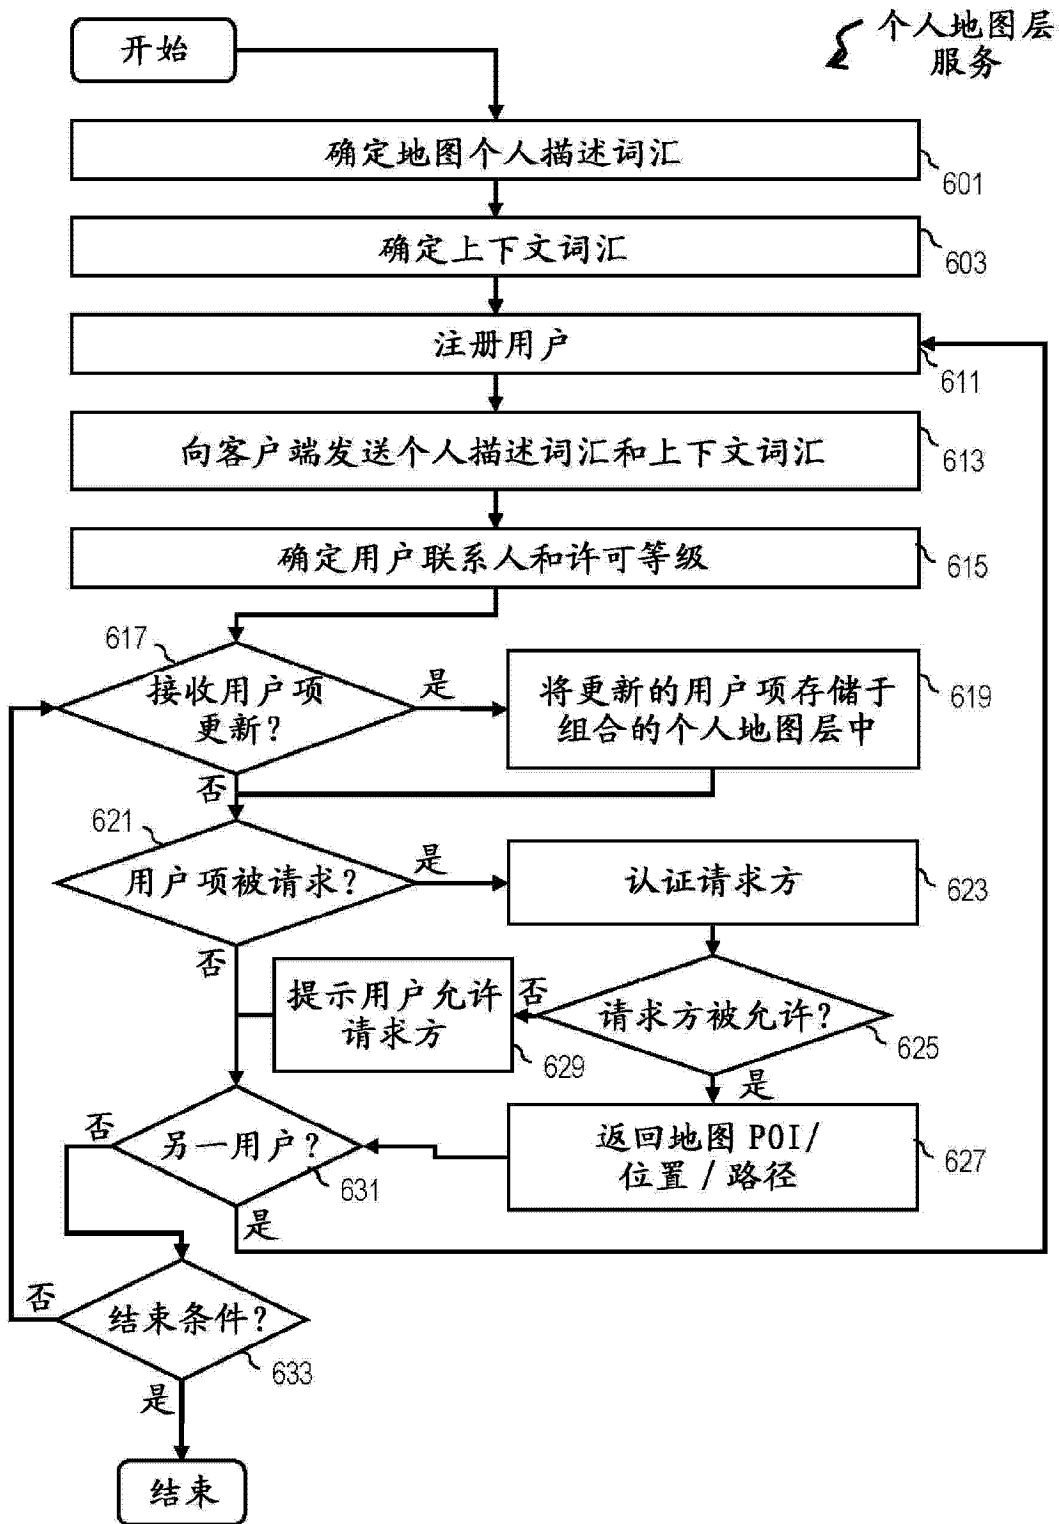 个人地图层
服务
开始
确定地图个人描述词汇
601
确定上下文词汇
603
注册用户
611
向客户端发送个人描述词汇和上下文词汇
613
确定用户联系人和许可等级
615
617
接收用户项
更新?
是
将更新的用户项存储于
组合的个人地图层中
619
否
621
用户项被请求?
是
认证请求方
623
否
提示用户允许
请求方
629
否
请求方被允许?
625
是
返回地图 POI/
位置 / 路径
627
否
另一用户?
631
是
否
结束条件?
633
是
结束